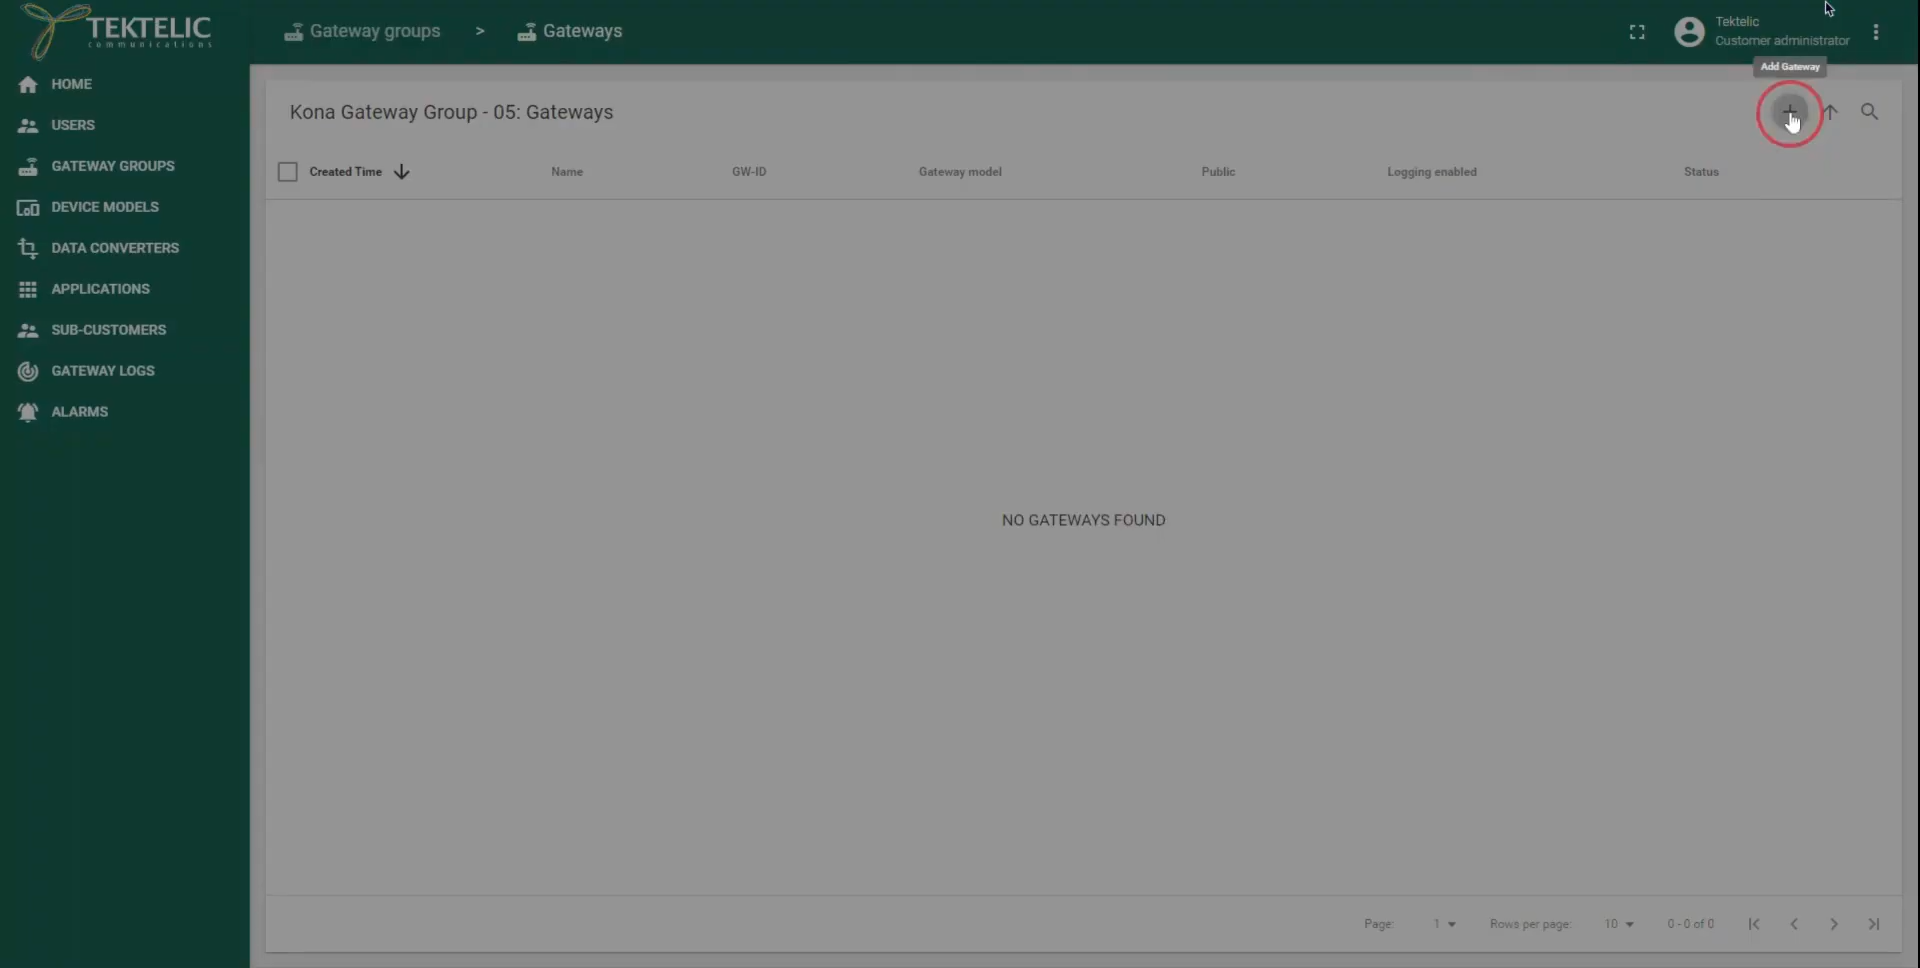 TEKTELIC
communications
Gateway groups > Gateways
Tektelic
Customer administrator
HOME
USERS
GATEWAY GROUPS
DEVICE MODELS
DATA CONVERTERS
APPLICATIONS
SUB-CUSTOMERS
GATEWAY LOGS
ALARMS
Add Gateway
Kona Gateway Group - 05: Gateways
Created Time Name GW-ID Gateway model Public Logging enabled Status
NO GATEWAYS FOUND
Page: 1 Rows per page: 10 0 - 0 of 0